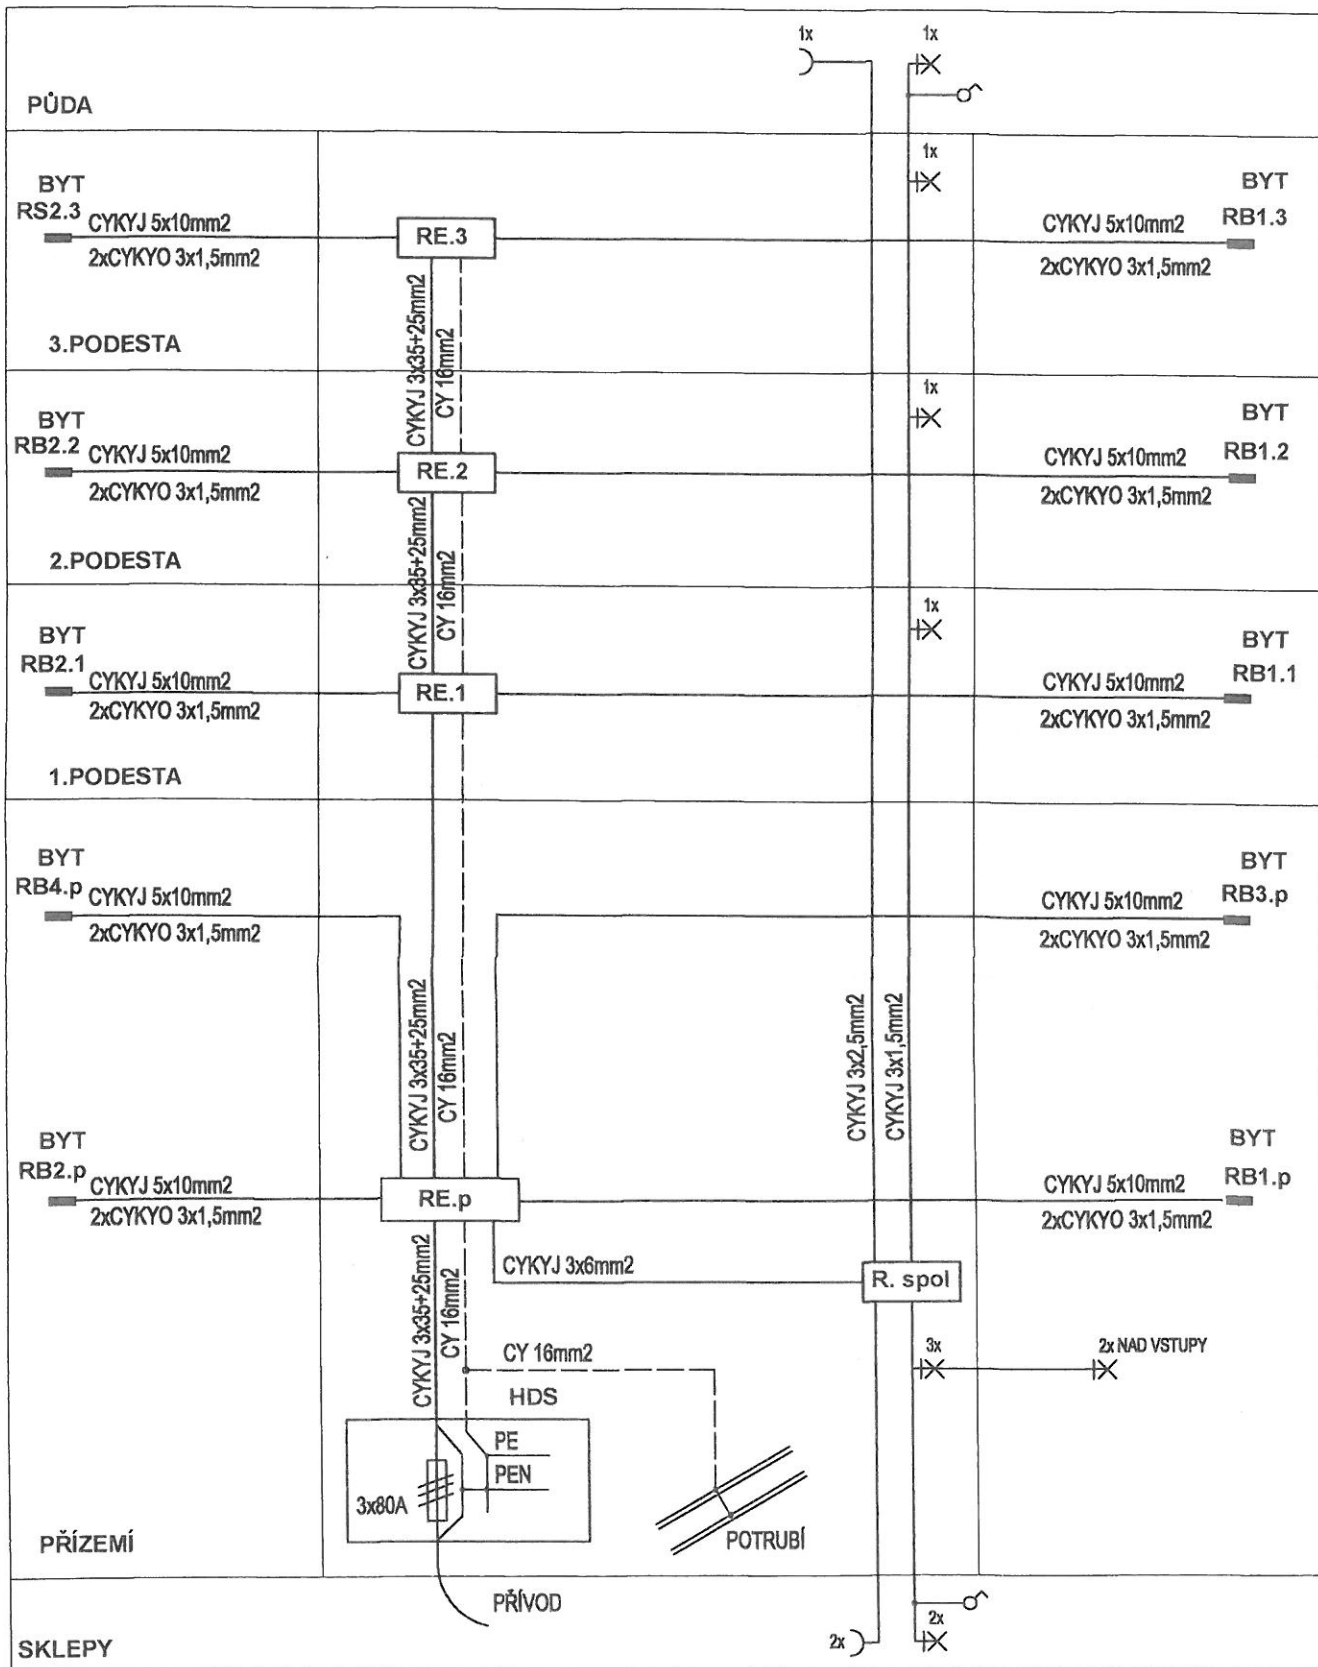 1x
1x
PŮDA
1x
BYT
RS2.3
CYKYJ 5x10mm2
2xCYKYO 3x1,5mm2
RE.3
CYKYJ 5x10mm2
2xCYKYO 3x1,5mm2
BYT
RB1.3
CYKYJ 3x35+25mm2
CY 16mm2
3.PODESTA
1x
BYT
RB2.2
CYKYJ 5x10mm2
2xCYKYO 3x1,5mm2
RE.2
CYKYJ 5x10mm2
2xCYKYO 3x1,5mm2
BYT
RB1.2
CYKYJ 3x35+25mm2
CY 16mm2
2.PODESTA
1x
BYT
RB2.1
CYKYJ 5x10mm2
2xCYKYO 3x1,5mm2
RE.1
CYKYJ 5x10mm2
2xCYKYO 3x1,5mm2
BYT
RB1.1
1.PODESTA
BYT
RB4.p
CYKYJ 5x10mm2
2xCYKYO 3x1,5mm2
CYKYJ 5x10mm2
2xCYKYO 3x1,5mm2
BYT
RB3.p
CYKYJ 3x35+25mm2
CY 16mm2
CYKYJ 3x2,5mm2
CYKYJ 3x1,5mm2
BYT
RB2.p
CYKYJ 5x10mm2
2xCYKYO 3x1,5mm2
RE.p
CYKYJ 5x10mm2
2xCYKYO 3x1,5mm2
BYT
RB1.p
CYKYJ 3x6mm2
R. spol
CYKYJ 3x35+25mm2
CY 16mm2
CY 16mm2
3x
2x NAD VSTUPY
HDS
PE
PEN
3x80A
POTRUBÍ
PŘÍZEMÍ
PŘÍVOD
2x
2x
SKLEPY